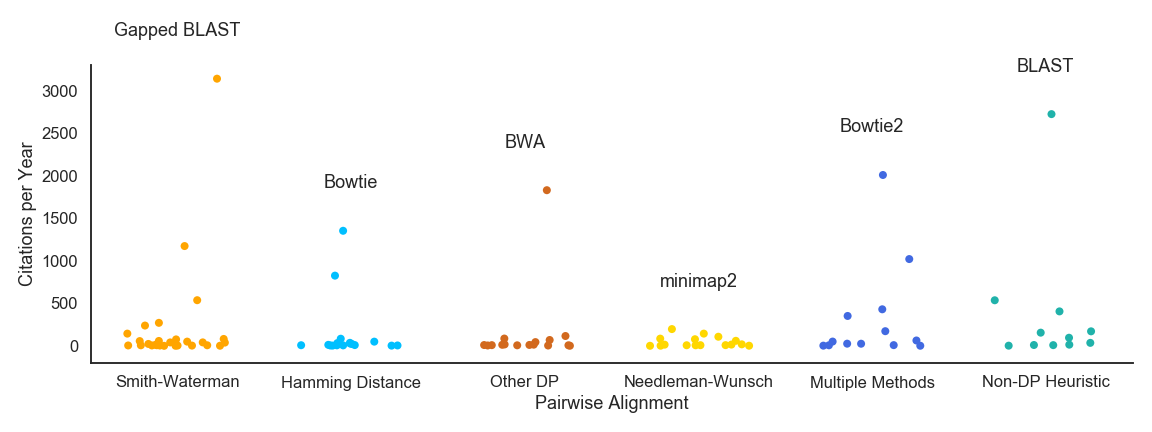 Gapped BLAST
BLAST
Bowtie2
BWA
Bowtie
minimap2
Citations per Year
3000
2500
2000
1500
1000
500
0
Smith-Waterman
Hamming Distance
Other DP
Needleman-Wunsch
Multiple Methods
Non-DP Heuristic
Pairwise Alignment